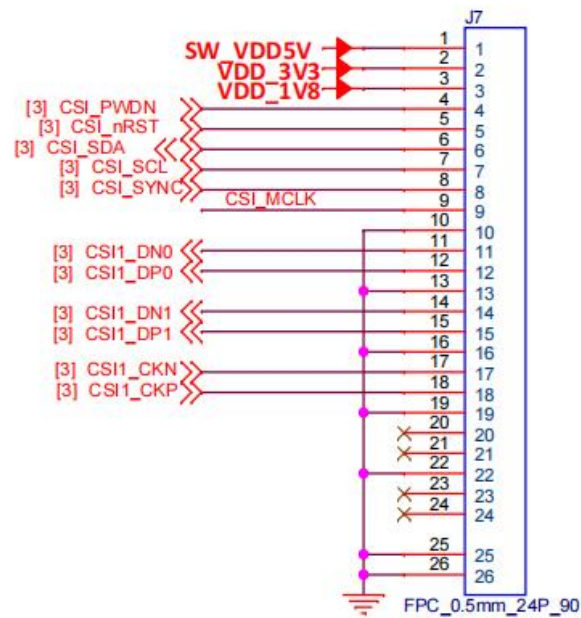 J7
SW_VDD5V 1 1
VDD_3V3 2 2
VDD_1V8 3 3
[3] CSI_PWDN 4 4
[3] CSI_nRST 5 5
[3] CSI_SDA 6 6
[3] CSI_SCL 7 7
[3] CSI_SYNC 8 8
CSI_MCLK 9 9
10 10
[3] CSI1_DN0 11 11
[3] CSI1_DP0 12 12
13 13
[3] CSI1_DN1 14 14
[3] CSI1_DP1 15 15
16 16
[3] CSI1_CKN 17 17
[3] CSI1_CKP 18 18
19 19
20 20
21 21
22 22
23 23
24 24
25 25
26 26
FPC_0.5mm_24P_90